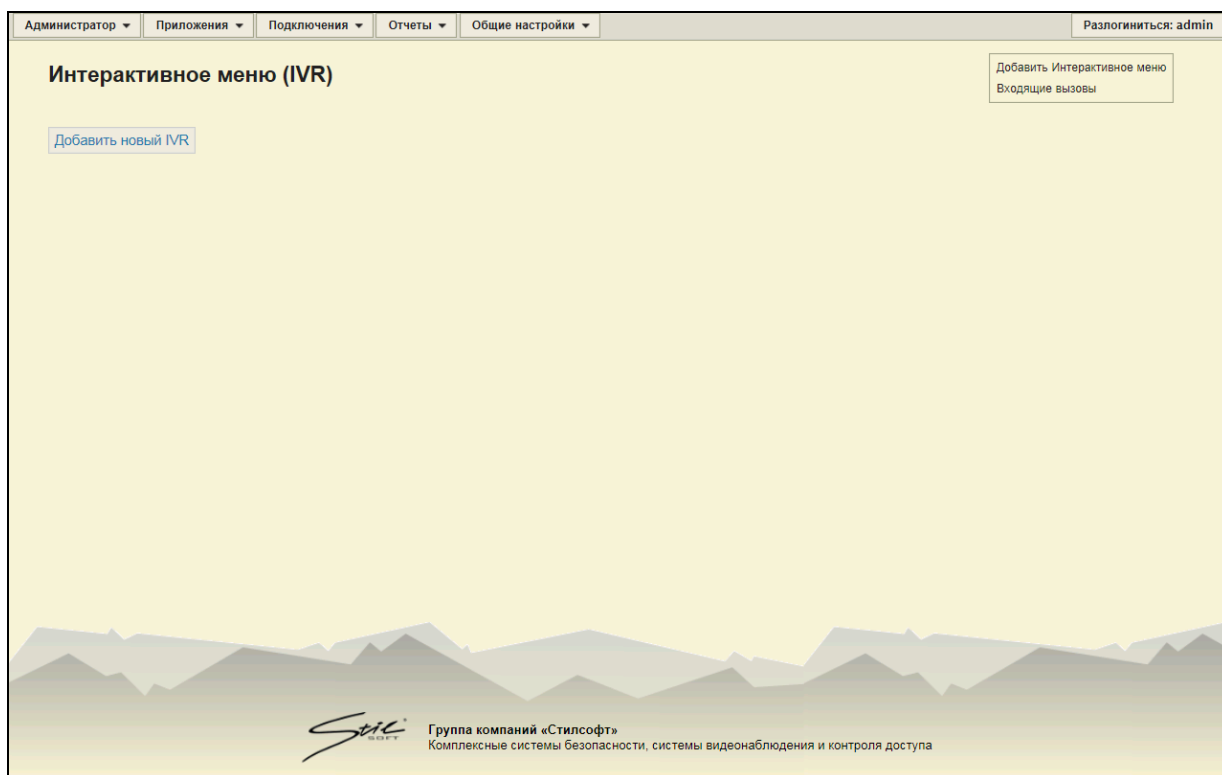 Администратор Приложения Подключения Отчеты Общие настройки Разлогиниться: admin
Интерактивное меню (IVR)
Добавить Интерактивное меню
Входящие вызовы
Добавить новый IVR
Stil
SOFT
Группа компаний «Стилсофт»
Комплексные системы безопасности, системы видеонаблюдения и контроля доступа